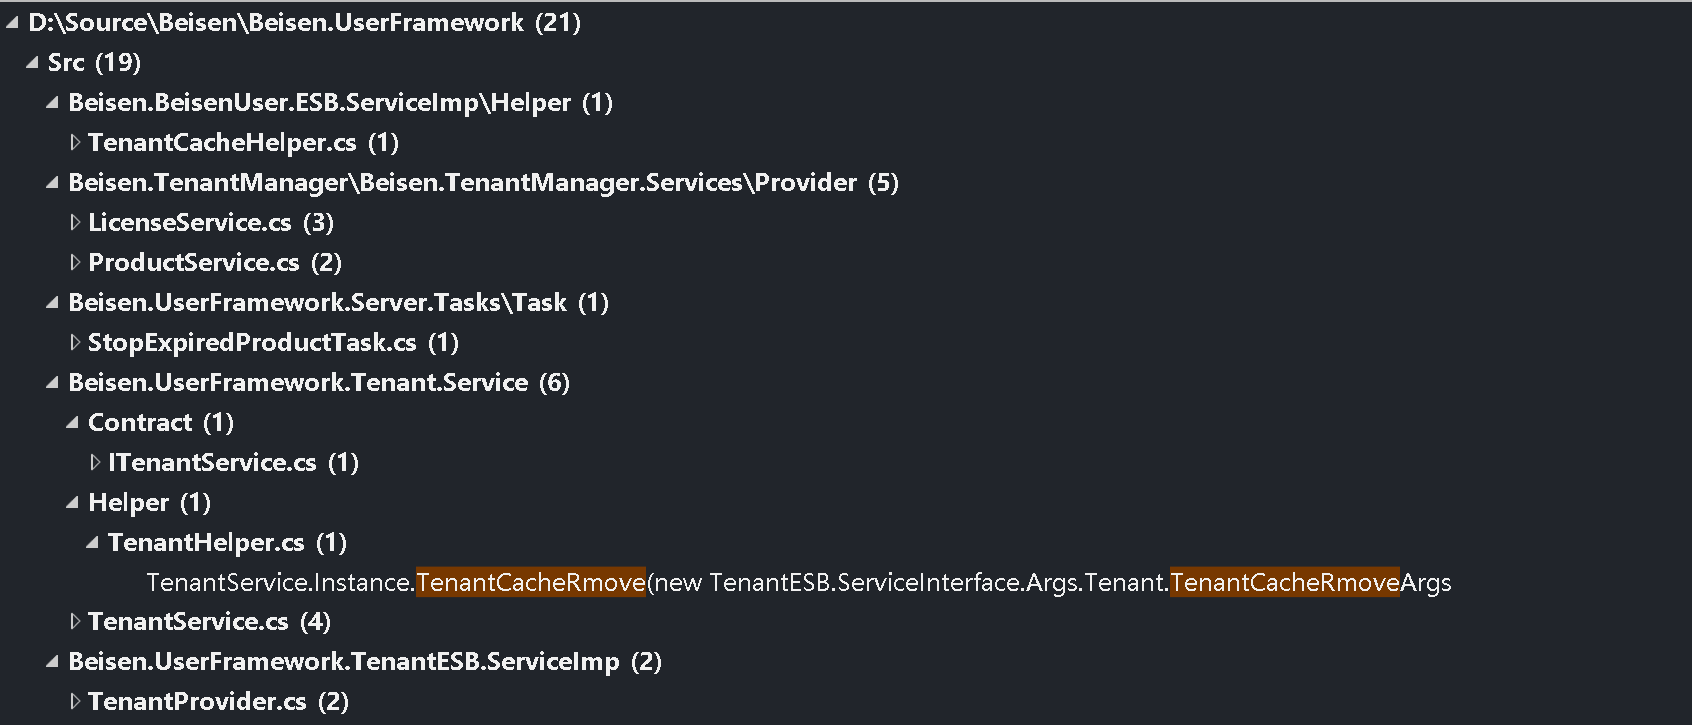 D:\Source\Beisen\Beisen.UserFramework (21)
Src (19)
Beisen.BeisenUser.ESB.ServiceImp\Helper (1)
TenantCacheHelper.cs (1)
Beisen.TenantManager\Beisen.TenantManager.Services\Provider (5)
LicenseService.cs (3)
ProductService.cs (2)
Beisen.UserFramework.Server.Tasks\Task (1)
StopExpiredProductTask.cs (1)
Beisen.UserFramework.Tenant.Service (6)
Contract (1)
ITenantService.cs (1)
Helper (1)
TenantHelper.cs (1)
TenantService.Instance.TenantCacheRmove(new TenantESB.ServiceInterface.Args.Tenant.TenantCacheRmoveArgs
TenantService.cs (4)
Beisen.UserFramework.TenantESB.ServiceImp (2)
TenantProvider.cs (2)